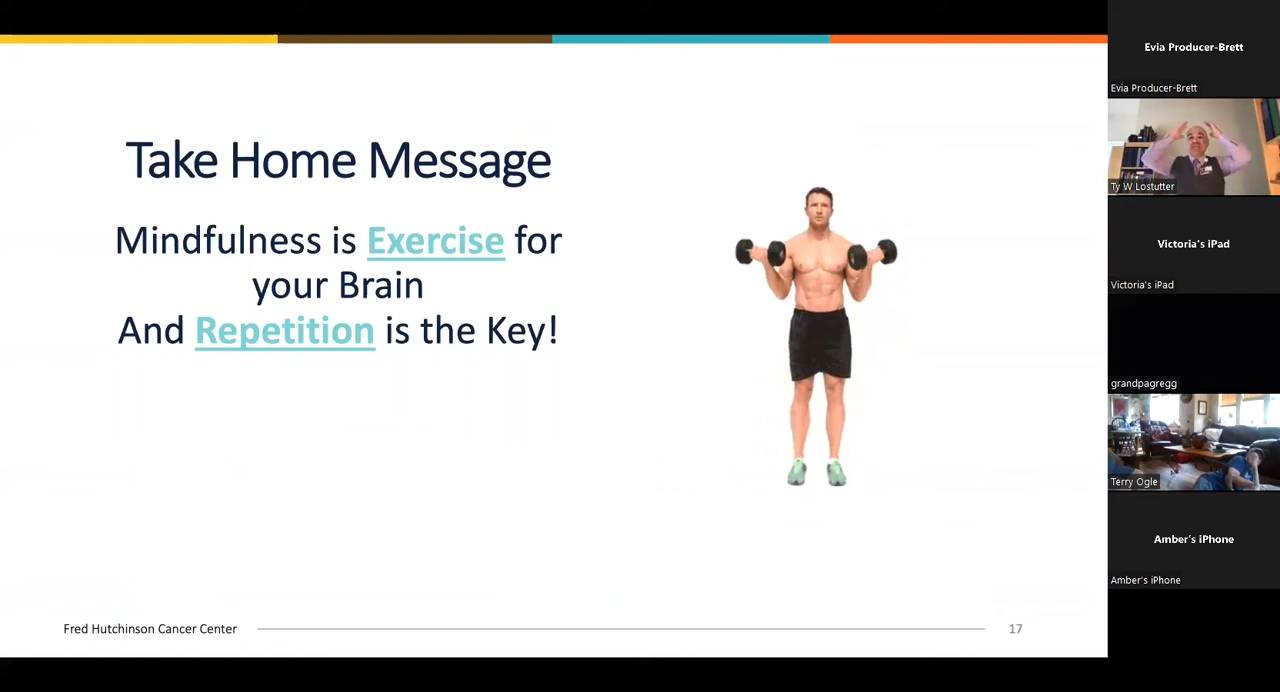 Take Home Message
Mindfulness is Exercise for
your Brain
And Repetition is the Key!
Fred Hutchinson Cancer Center
17
Evia Producer-Brett
Evia Producer-Brett
Ty W Lostutter
Victoria's iPad
Victoria's iPad
grandpagregg
Terry Ogle
Amber's iPhone
Amber's iPhone